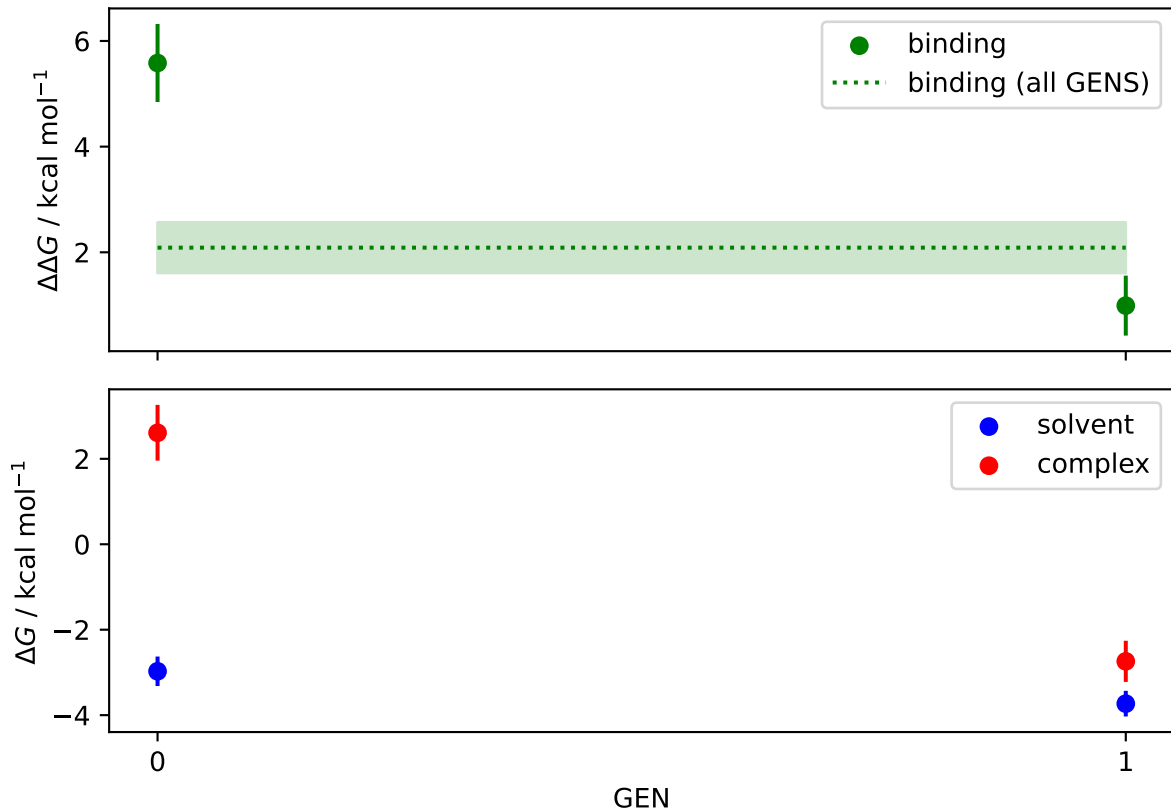 6
4
2
ΔΔG / kcal mol⁻¹
binding
binding (all GENS)
2
0
−2
−4
ΔG / kcal mol⁻¹
solvent
complex
0
1
GEN